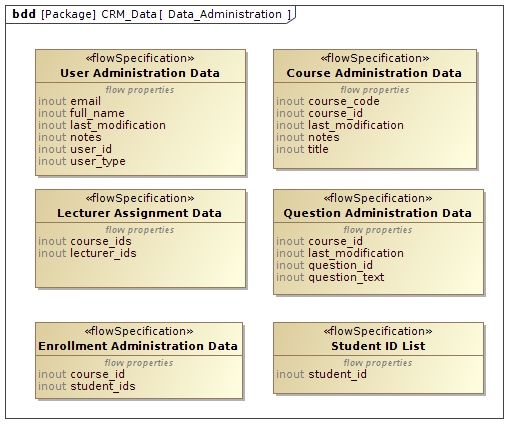 bdd [Package] CRM_Data[ Data_Administration ]
«flowSpecification»
User Administration Data
flow properties
inout email
inout full_name
inout last_modification
inout notes
inout user_id
inout user_type
«flowSpecification»
Course Administration Data
flow properties
inout course_code
inout course_id
inout last_modification
inout notes
inout title
«flowSpecification»
Lecturer Assignment Data
flow properties
inout course_ids
inout lecturer_ids
«flowSpecification»
Question Administration Data
flow properties
inout course_id
inout last_modification
inout question_id
inout question_text
«flowSpecification»
Enrollment Administration Data
flow properties
inout course_id
inout student_ids
«flowSpecification»
Student ID List
flow properties
inout student_id